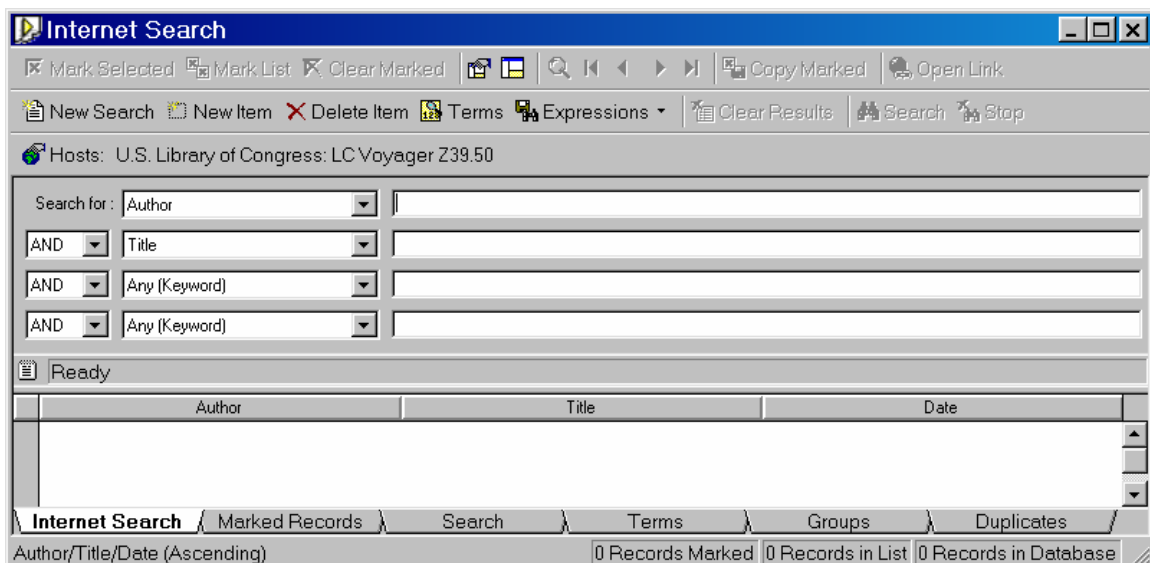 Internet Search
Mark Selected Mark List Clear Marked Copy Marked Open Link
New Search New Item Delete Item Terms Expressions Clear Results Search Stop
Hosts: U.S. Library of Congress: LC Voyager Z39.50
Search for : Author
AND Title
AND Any (Keyword)
AND Any (Keyword)
Ready
Author Title Date
Internet Search Marked Records Search Terms Groups Duplicates
Author/Title/Date (Ascending) 0 Records Marked 0 Records in List 0 Records in Database